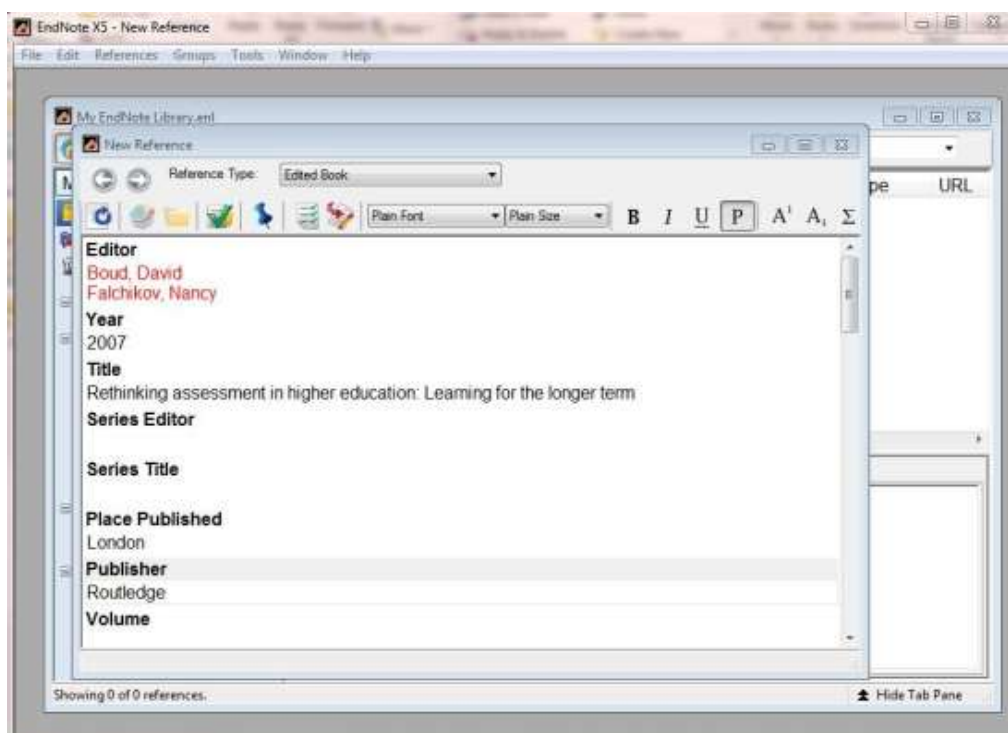 EndNote X5 - New Reference
File Edit References Groups Tools Window Help
My EndNote Library.enl
New Reference
Reference Type: Edited Book
Plain Font Plain Size B I U P A¹ A₁ Σ
pe URL
Editor
Boud, David
Falchikov, Nancy
Year
2007
Title
Rethinking assessment in higher education: Learning for the longer term
Series Editor
Series Title
Place Published
London
Publisher
Routledge
Volume
Showing 0 of 0 references.
Hide Tab Pane